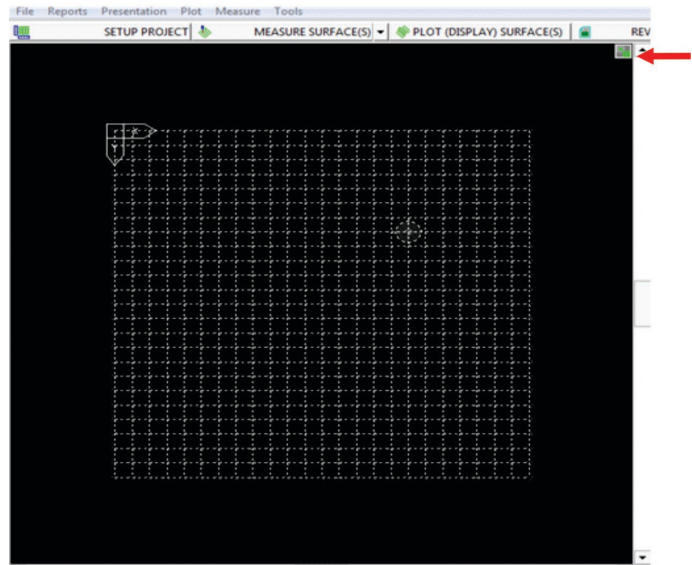 File Reports Presentation Plot Measure Tools
SETUP PROJECT MEASURE SURFACE(S) PLOT (DISPLAY) SURFACE(S) REV
X
Y